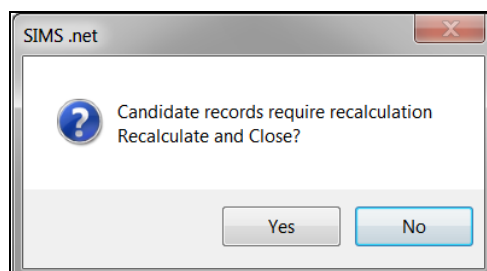 SIMS .net
X
?
Candidate records require recalculation
Recalculate and Close?
Yes
No